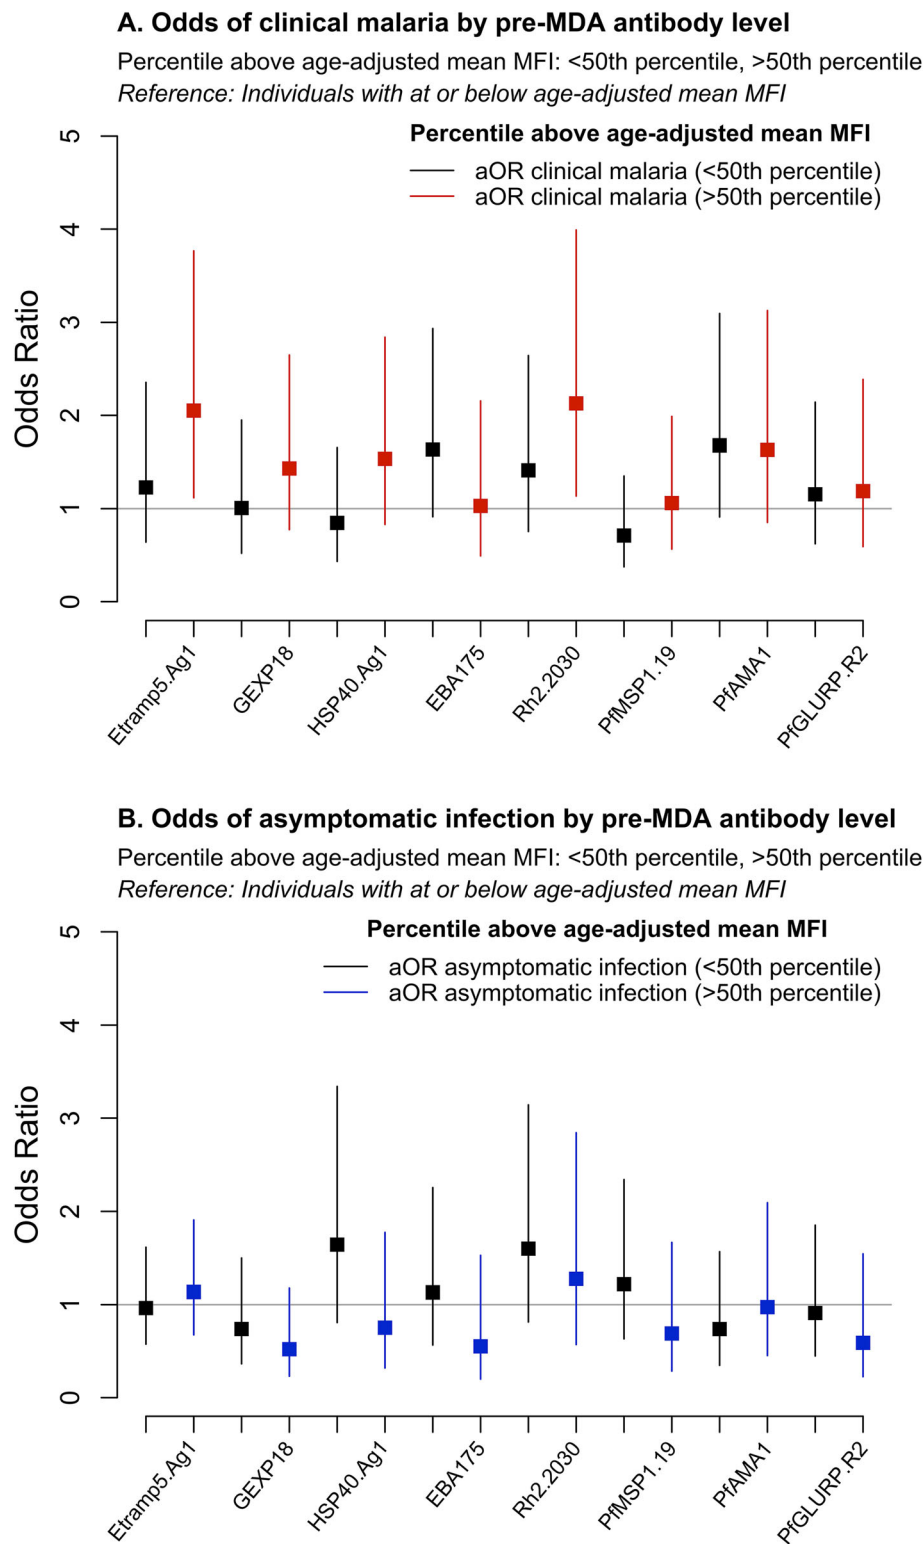 A. Odds of clinical malaria by pre-MDA antibody level
Percentile above age-adjusted mean MFI: <50th percentile, >50th percentile
Reference: Individuals with at or below age-adjusted mean MFI
Percentile above age-adjusted mean MFI
aOR clinical malaria (<50th percentile)
aOR clinical malaria (>50th percentile)
Odds Ratio
5
4
3
2
1
0
Etramp5.Ag1
GEXP18
HSP40.Ag1
EBA175
Rh2.2030
PfMSP1.19
PfAMA1
PfGLURP.R2
B. Odds of asymptomatic infection by pre-MDA antibody level
Percentile above age-adjusted mean MFI: <50th percentile, >50th percentile
Reference: Individuals with at or below age-adjusted mean MFI
Percentile above age-adjusted mean MFI
aOR asymptomatic infection (<50th percentile)
aOR asymptomatic infection (>50th percentile)
Odds Ratio
5
4
3
2
1
0
Etramp5.Ag1
GEXP18
HSP40.Ag1
EBA175
Rh2.2030
PfMSP1.19
PfAMA1
PfGLURP.R2